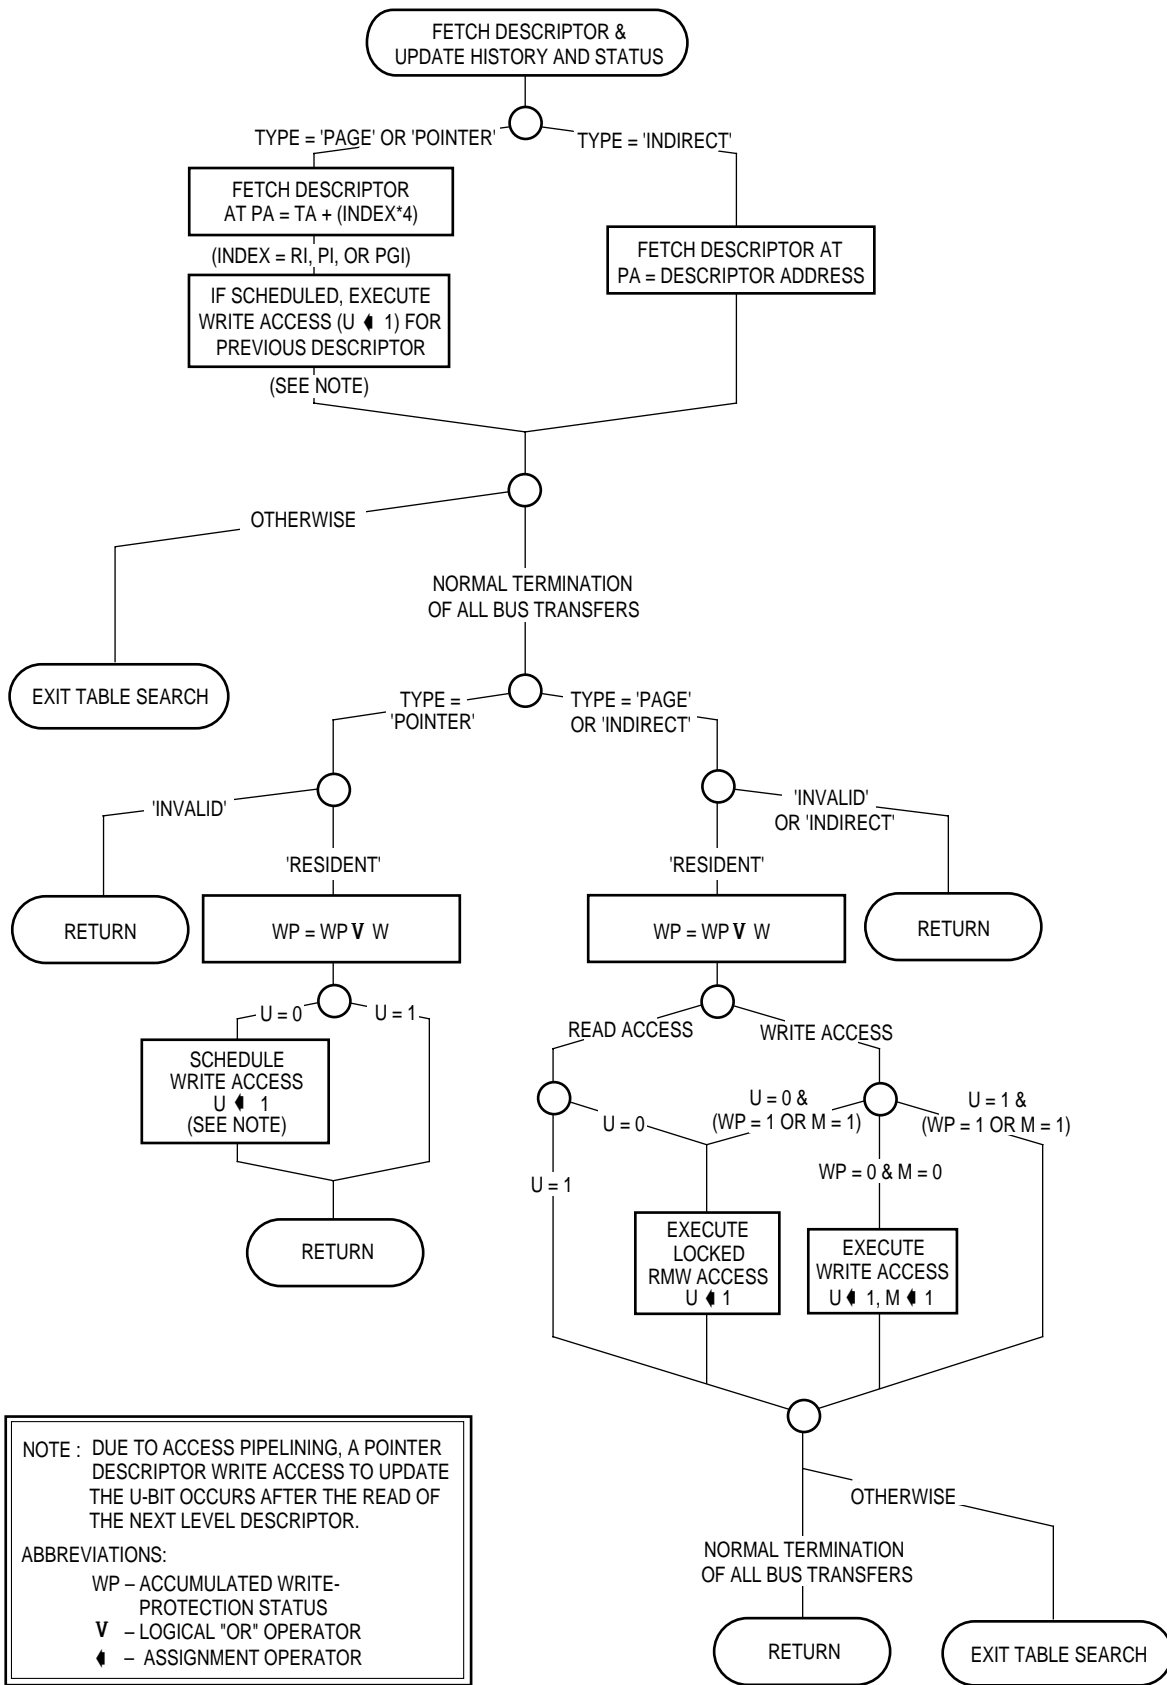 FETCH DESCRIPTOR &
UPDATE HISTORY AND STATUS
TYPE = 'PAGE' OR 'POINTER'
TYPE = 'INDIRECT'
FETCH DESCRIPTOR
AT PA = TA + (INDEX*4)
(INDEX = RI, PI, OR PGI)
FETCH DESCRIPTOR AT
PA = DESCRIPTOR ADDRESS
IF SCHEDULED, EXECUTE
WRITE ACCESS (U ⬖ 1) FOR
PREVIOUS DESCRIPTOR
(SEE NOTE)
OTHERWISE
NORMAL TERMINATION
OF ALL BUS TRANSFERS
EXIT TABLE SEARCH
TYPE =
'POINTER'
TYPE = 'PAGE'
OR 'INDIRECT'
'INVALID'
'INVALID'
OR 'INDIRECT'
'RESIDENT'
'RESIDENT'
RETURN
WP = WP V W
WP = WP V W
RETURN
U = 0
U = 1
READ ACCESS
WRITE ACCESS
SCHEDULE
WRITE ACCESS
U ⬖ 1
(SEE NOTE)
U = 0
U = 0 &
(WP = 1 OR M = 1)
U = 1 &
(WP = 1 OR M = 1)
U = 1
WP = 0 & M = 0
RETURN
EXECUTE
LOCKED
RMW ACCESS
U ⬖ 1
EXECUTE
WRITE ACCESS
U ⬖ 1, M ⬖ 1
NOTE : DUE TO ACCESS PIPELINING, A POINTER
DESCRIPTOR WRITE ACCESS TO UPDATE
THE U-BIT OCCURS AFTER THE READ OF
THE NEXT LEVEL DESCRIPTOR.
ABBREVIATIONS:
WP – ACCUMULATED WRITE-
PROTECTION STATUS
V – LOGICAL "OR" OPERATOR
⬖ – ASSIGNMENT OPERATOR
OTHERWISE
NORMAL TERMINATION
OF ALL BUS TRANSFERS
RETURN
EXIT TABLE SEARCH